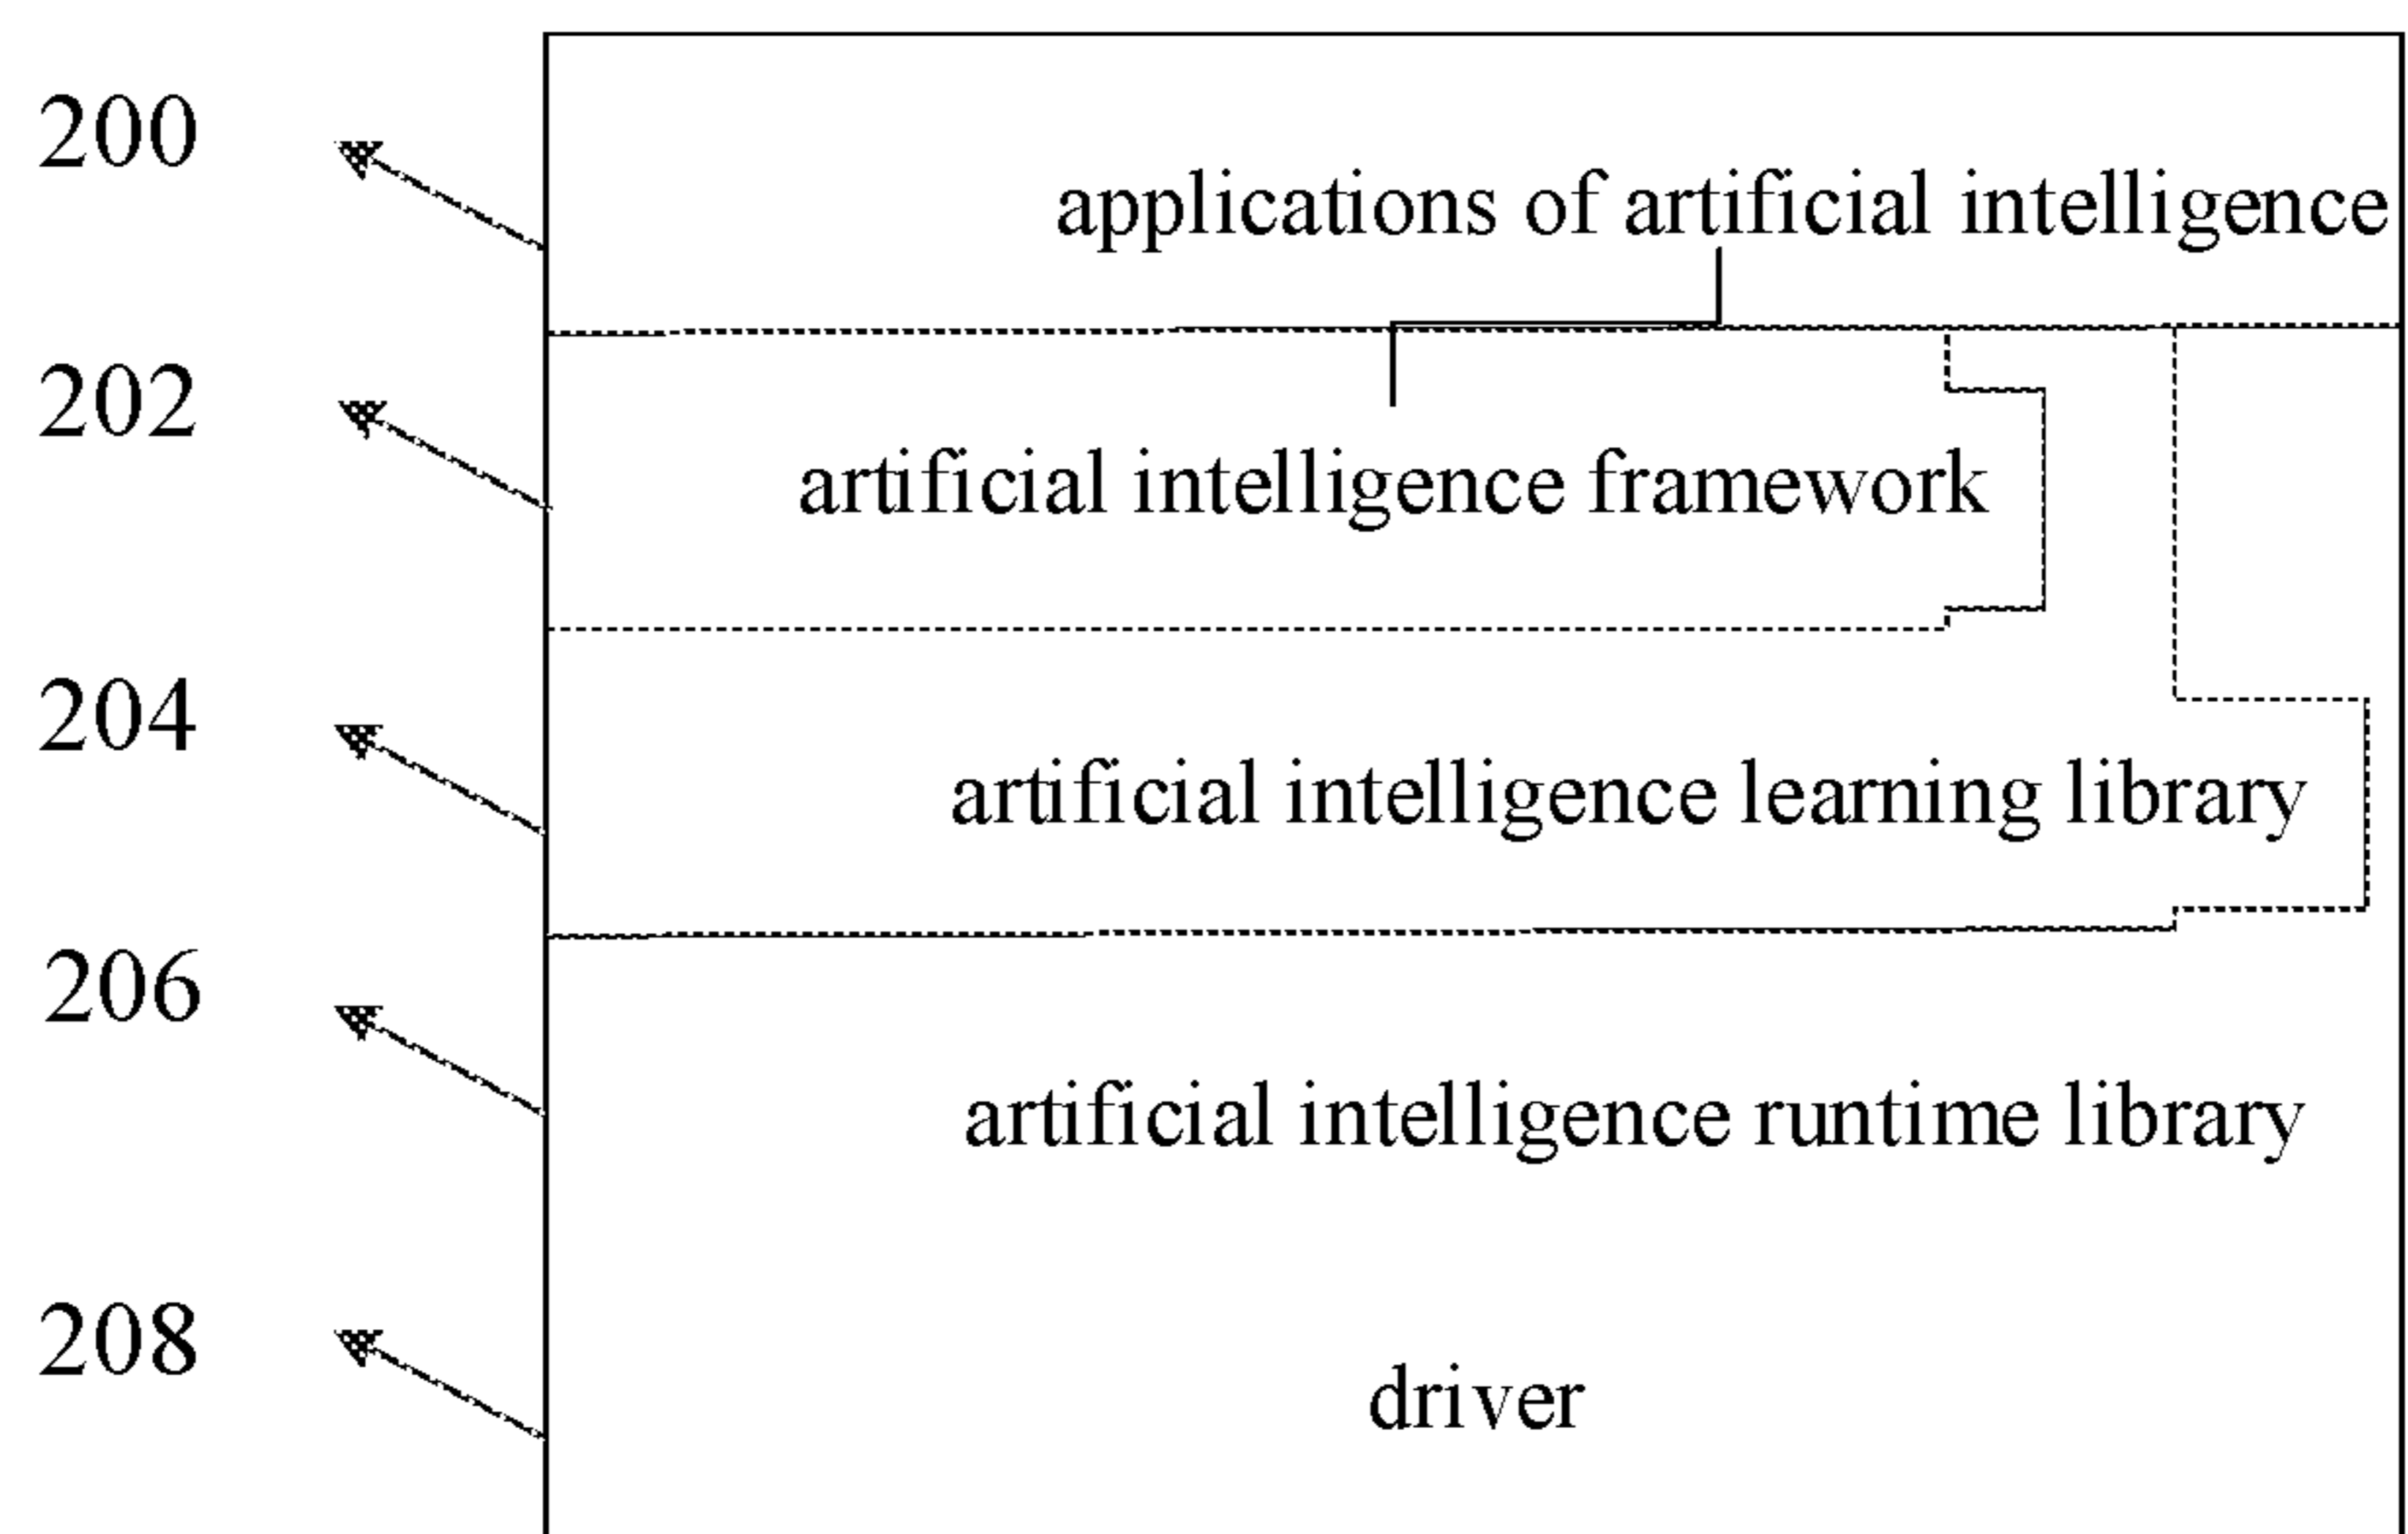 200
applications of artificial intelligence
202
artificial intelligence framework
204
artificial intelligence learning library
206
artificial intelligence runtime library
208
driver